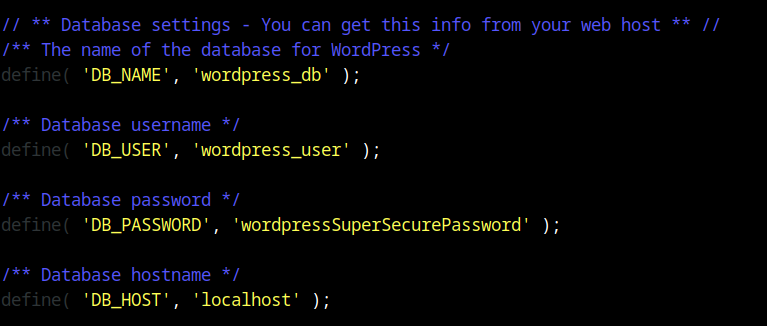 // ** Database settings - You can get this info from your web host ** //
/** The name of the database for WordPress */
define( 'DB_NAME', 'wordpress_db' );
/** Database username */
define( 'DB_USER', 'wordpress_user' );
/** Database password */
define( 'DB_PASSWORD', 'wordpressSuperSecurePassword' );
/** Database hostname */
define( 'DB_HOST', 'localhost' );